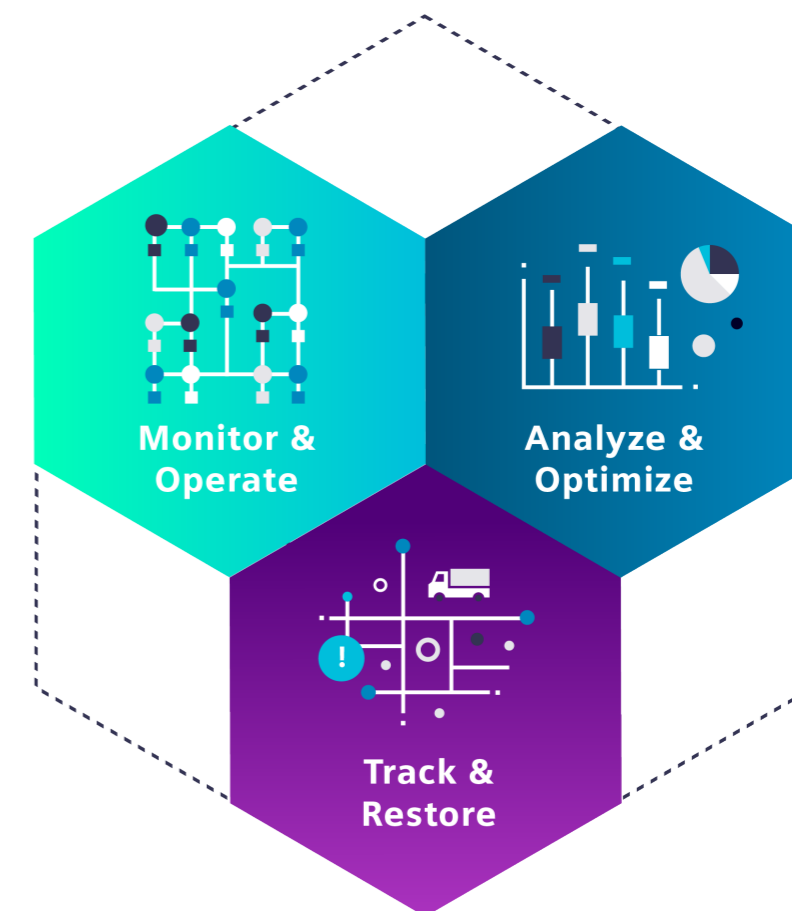 Monitor &
Operate
Analyze &
Optimize
!
Track &
Restore